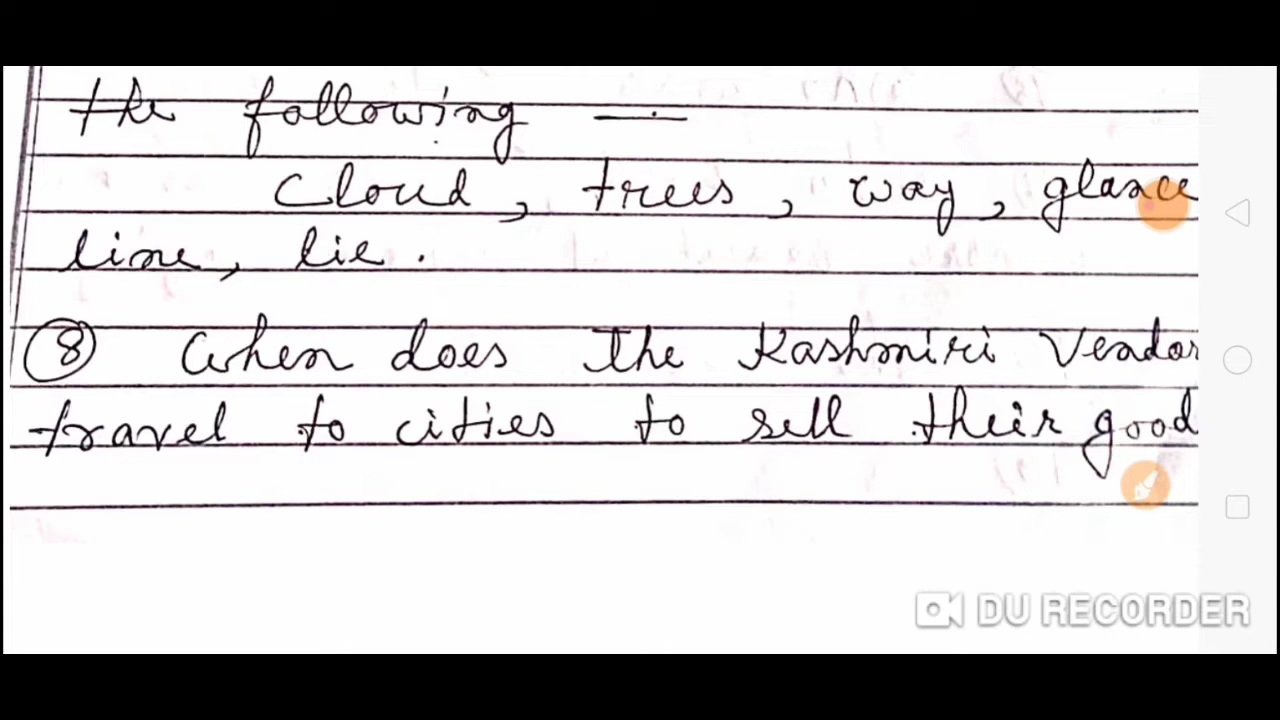 the following —
Cloud, trees, way, glance
line, lie.
8 When does the Kashmiri Vendor
travel to cities to sell their good
DU RECORDER